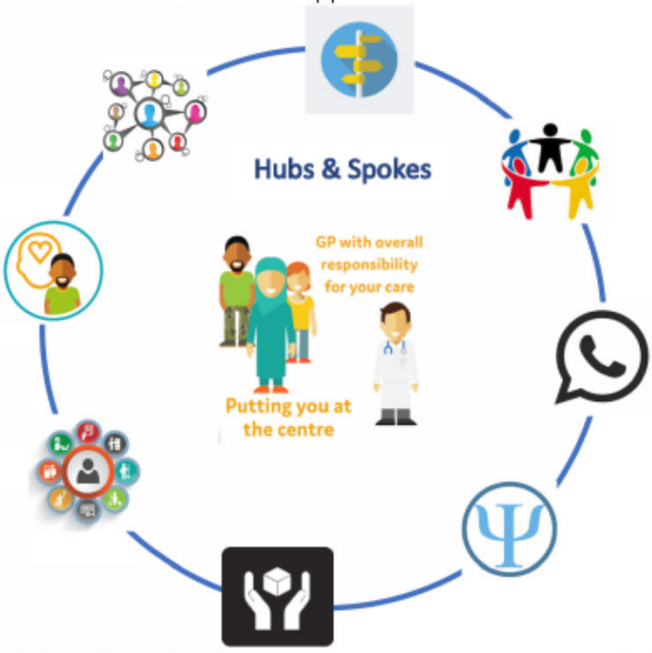 Hubs & Spokes
GP with overall
responsibility
for your care
Putting you at
the centre